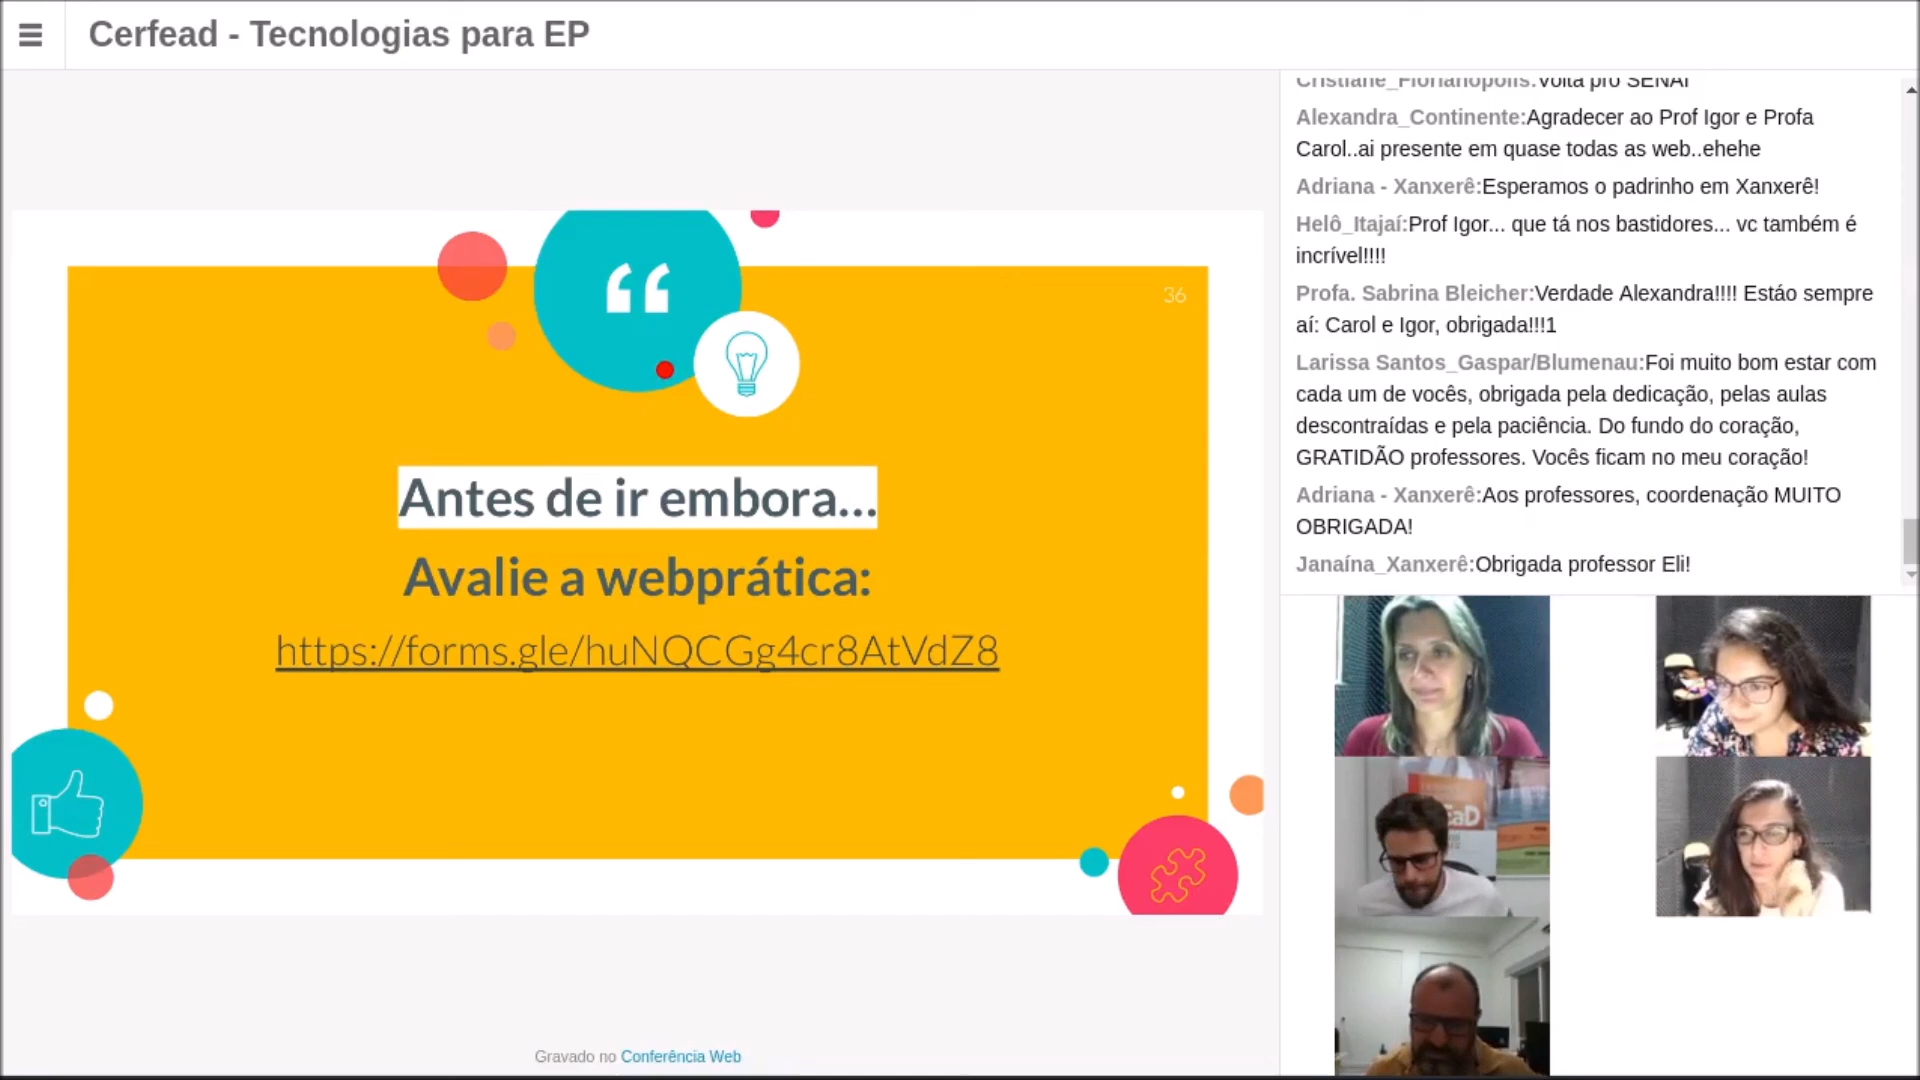 Cerfead - Tecnologias para EP
36
Antes de ir embora...
Avalie a webprática:
https://forms.gle/huNQCGg4cr8AtVdZ8
Gravado no Conferência Web
Cristiane_Florianópolis:Volta pro SENAI
Alexandra_Continente:Agradecer ao Prof Igor e Profa
Carol..ai presente em quase todas as web..ehehe
Adriana - Xanxerê:Esperamos o padrinho em Xanxerê!
Helô_Itajaí:Prof Igor... que tá nos bastidores... vc também é
incrível!!!!
Profa. Sabrina Bleicher:Verdade Alexandra!!!! Estáo sempre
aí: Carol e Igor, obrigada!!!1
Larissa Santos_Gaspar/Blumenau:Foi muito bom estar com
cada um de vocês, obrigada pela dedicação, pelas aulas
descontraídas e pela paciência. Do fundo do coração,
GRATIDÃO professores. Vocês ficam no meu coração!
Adriana - Xanxerê:Aos professores, coordenação MUITO
OBRIGADA!
Janaína_Xanxerê:Obrigada professor Eli!